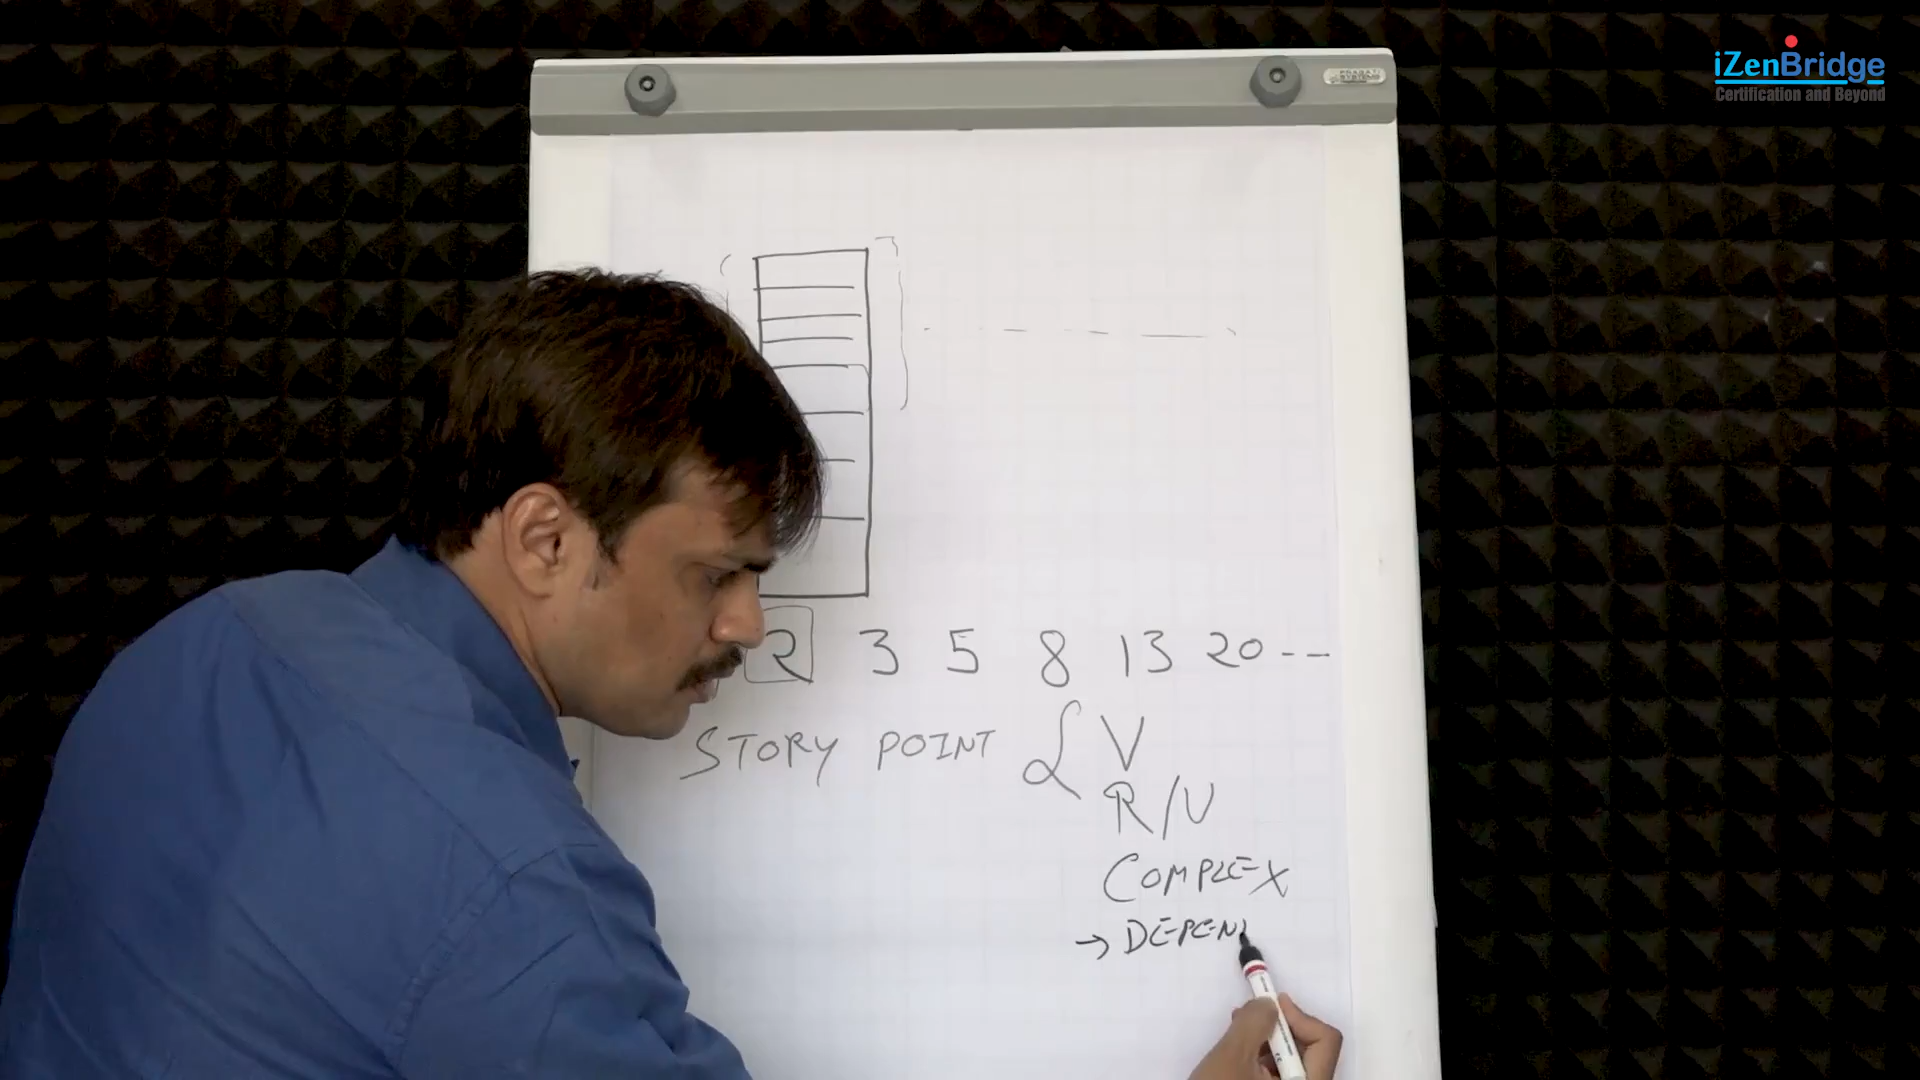 iZenBridge
Certification and Beyond
2 3 5 8 13 20--
STORY POINT { V
R/U
COMPLEX
→ DEPEN